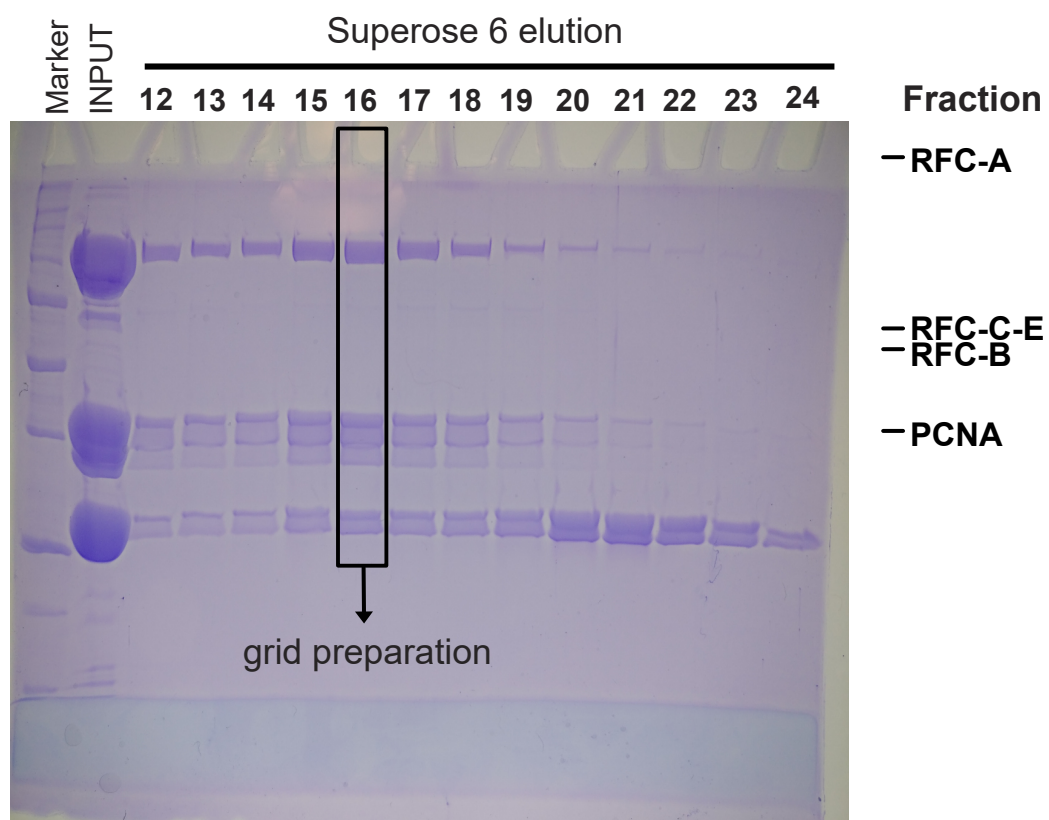 Superose 6 elution
Marker
INPUT
12 13 14 15 16 17 18 19 20 21 22 23 24
Fraction
RFC-A
RFC-C-E
RFC-B
PCNA
grid preparation